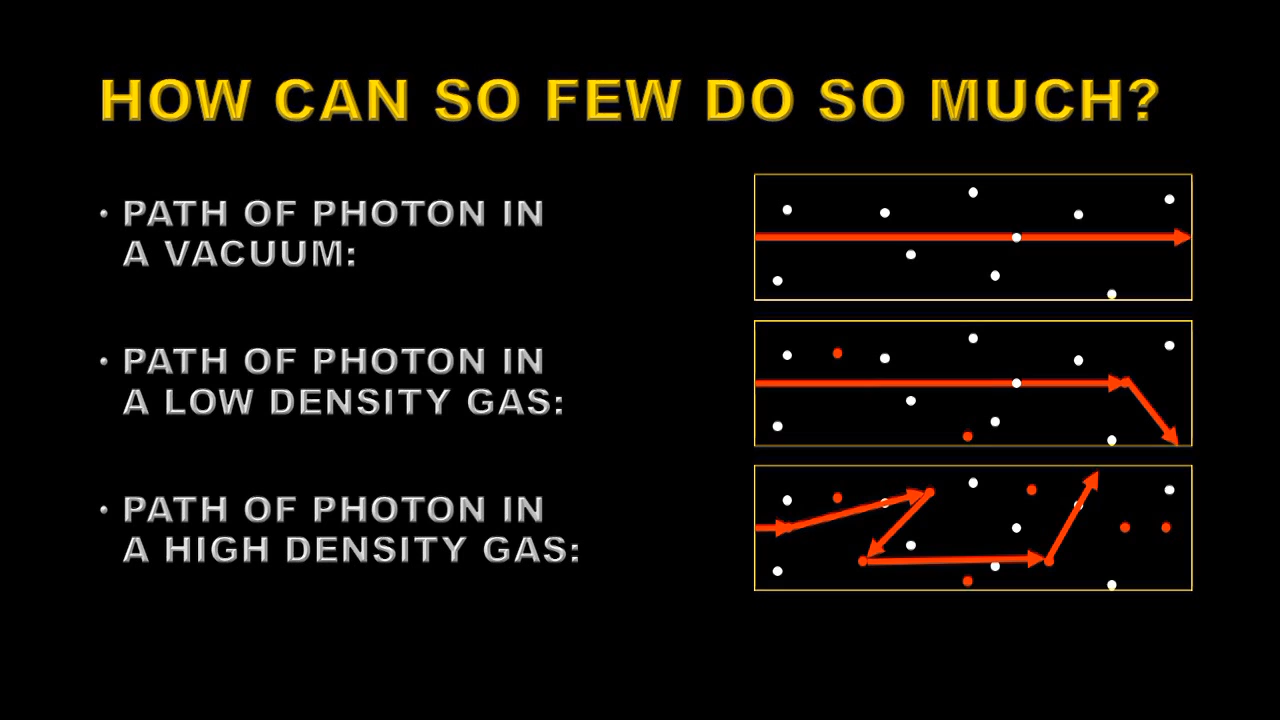 HOW CAN SO FEW DO SO MUCH?
• PATH OF PHOTON IN
A VACUUM:
• PATH OF PHOTON IN
A LOW DENSITY GAS:
• PATH OF PHOTON IN
A HIGH DENSITY GAS: